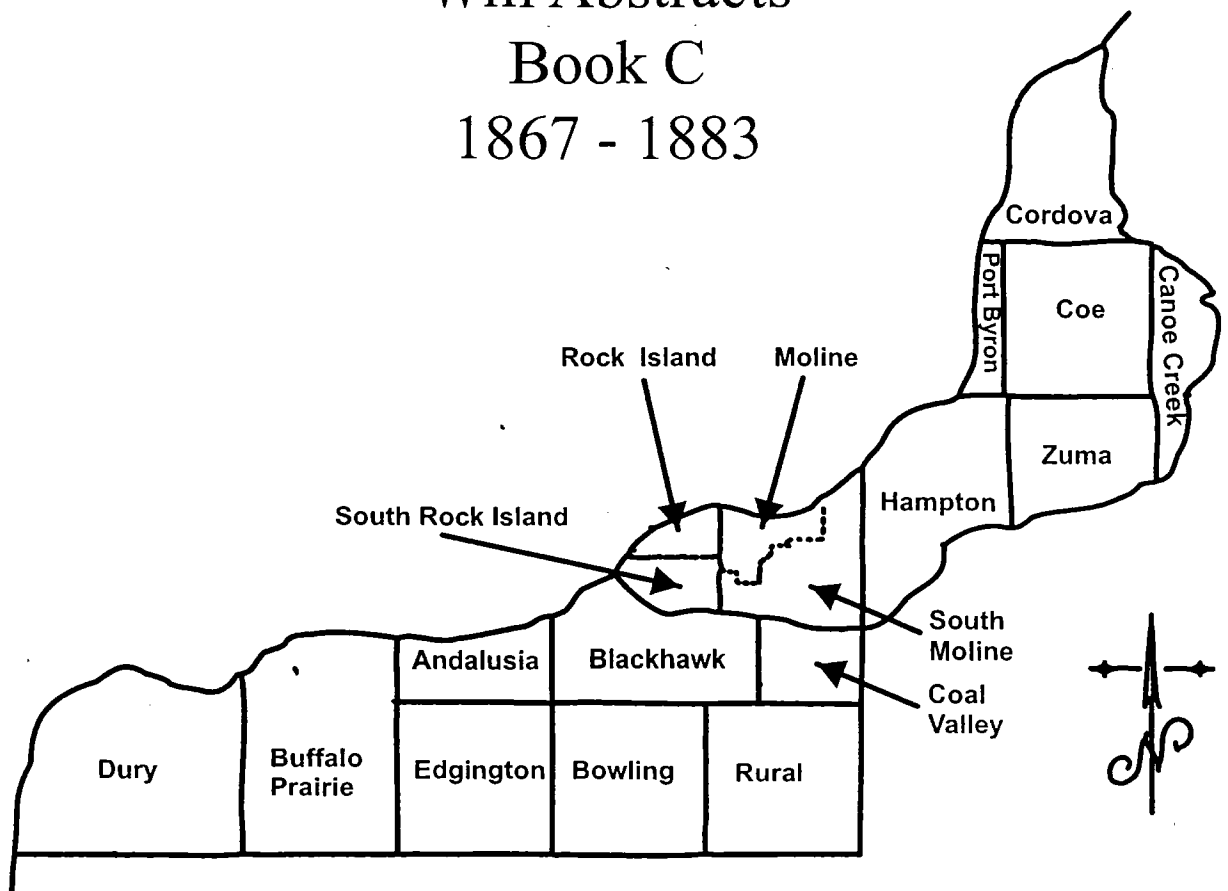 Will Abstracts
Book C
1867 - 1883
Cordova
Port Byron
Coe
Canoe Creek
Rock Island
Moline
Zuma
Hampton
South Rock Island
South
Moline
Andalusia
Blackhawk
Coal
Valley
Dury
Buffalo
Prairie
Edgington
Bowling
Rural
N